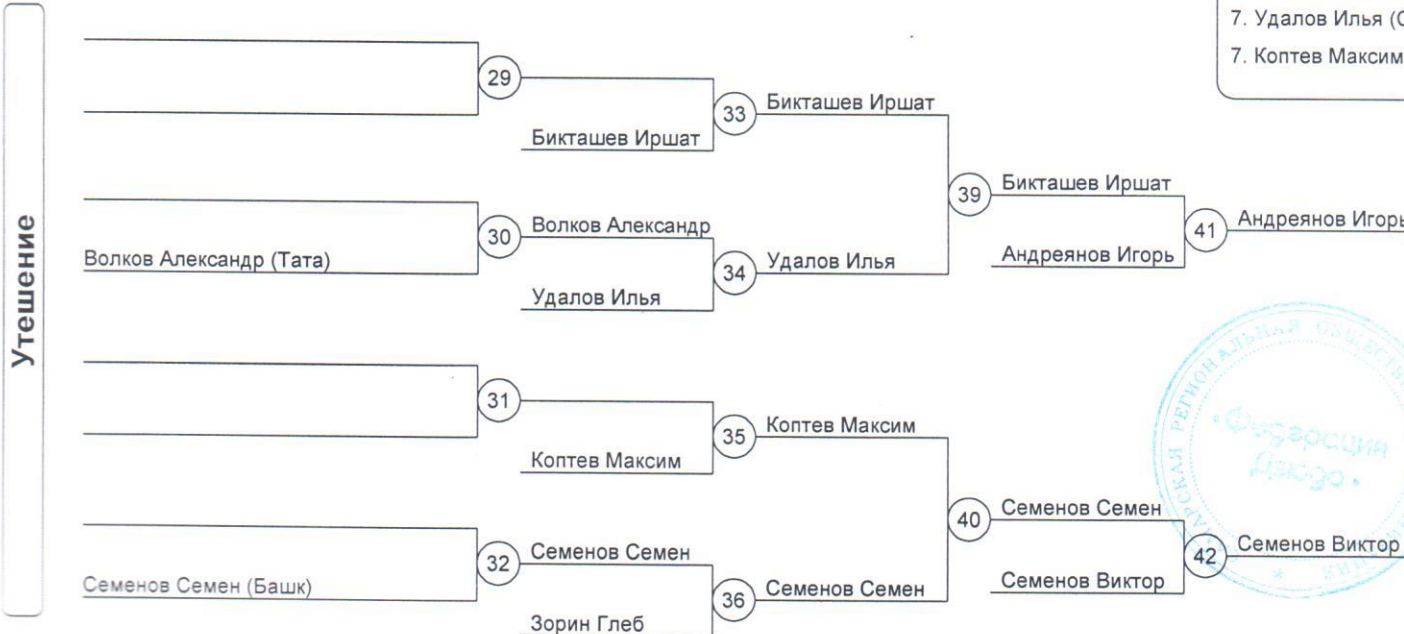 Утешение
7. Удалов Илья (С
7. Коптев Максим
29
33
Бикташев Иршат
Бикташев Иршат
39
Бикташев Иршат
41
Андреянов Игорь
Андреянов Игорь
30
Волков Александр
Волков Александр (Тата)
34
Удалов Илья
Удалов Илья
31
35
Коптев Максим
Коптев Максим
40
Семенов Семен
42
Семенов Виктор
Семенов Виктор
32
Семенов Семен
Семенов Семен (Башк)
36
Семенов Семен
Зорин Глеб
РЕГИОНАЛЬНАЯ
Федерация
Дзюдо